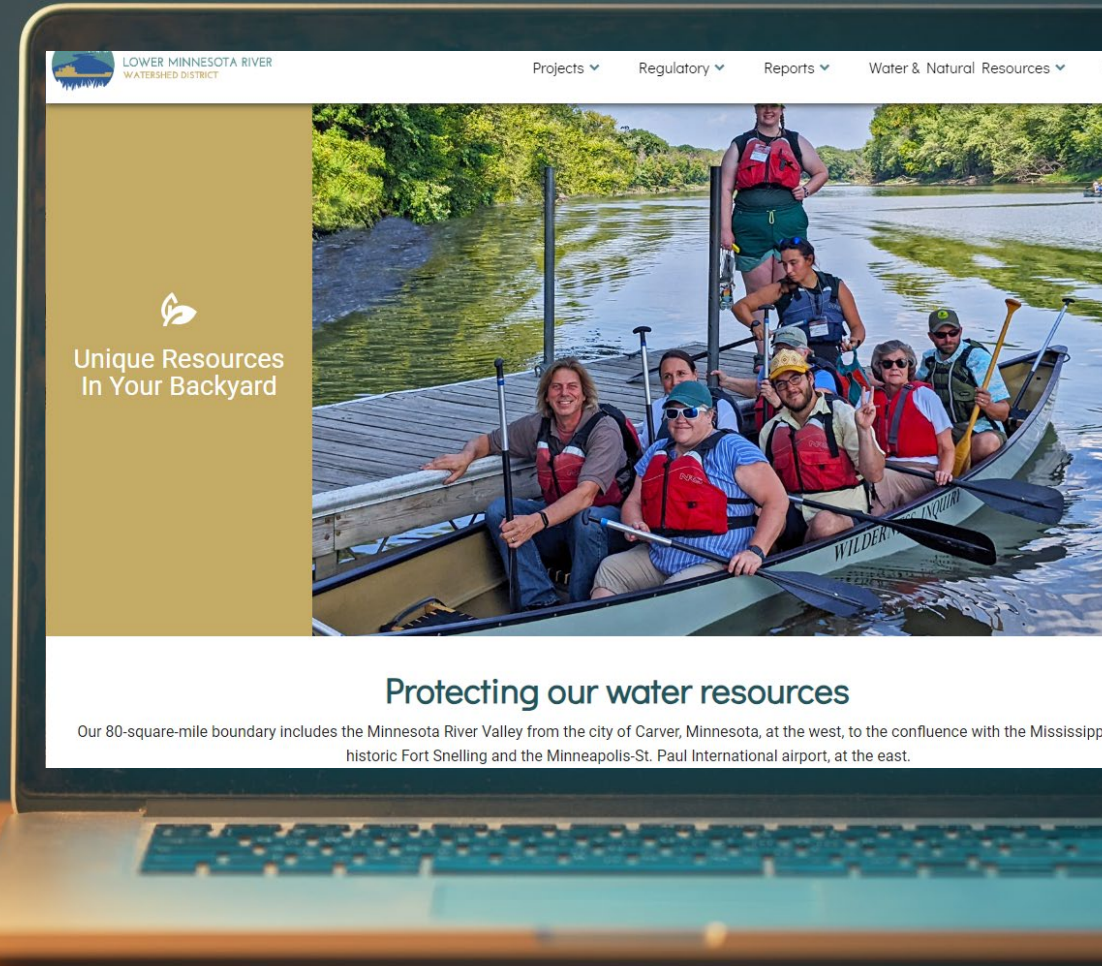 LOWER MINNESOTA RIVER
WATERSHED DISTRICT
Projects
Regulatory
Reports
Water & Natural Resources
Unique Resources
In Your Backyard
WILDERNESS INQUIRY
Protecting our water resources
Our 80-square-mile boundary includes the Minnesota River Valley from the city of Carver, Minnesota, at the west, to the confluence with the Mississipp
historic Fort Snelling and the Minneapolis-St. Paul International airport, at the east.